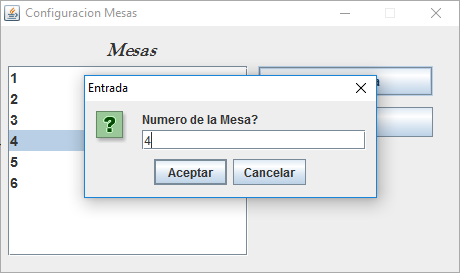 Configuracion Mesas
Mesas
1
2
3
4
5
6
Entrada
Numero de la Mesa?
4
Aceptar
Cancelar